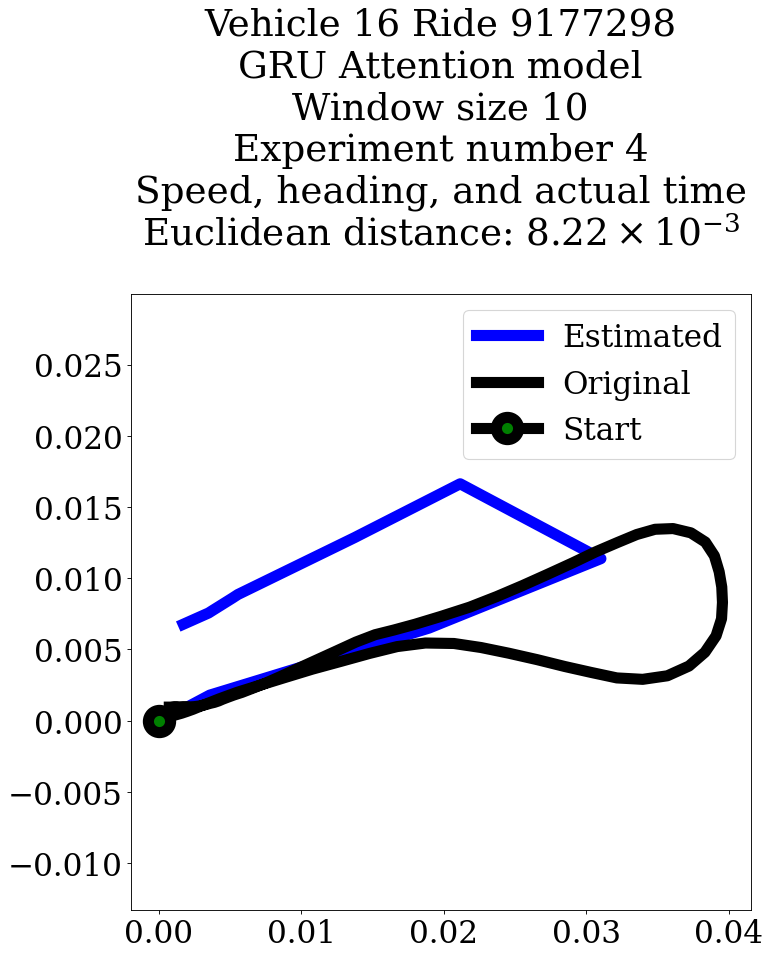 Vehicle 16 Ride 9177298
GRU Attention model
Window size 10
Experiment number 4
Speed, heading, and actual time
Euclidean distance: 8.22 × 10⁻³
Estimated
Original
Start
0.025
0.020
0.015
0.010
0.005
0.000
−0.005
−0.010
0.00 0.01 0.02 0.03 0.04